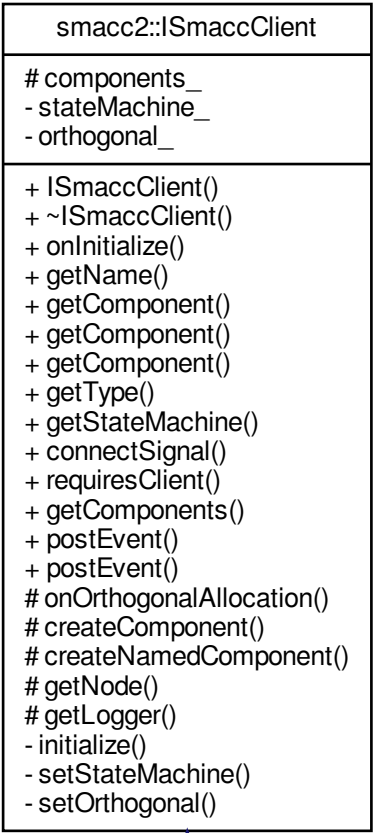 smacc2::ISmaccClient
# components_
- stateMachine_
- orthogonal_
+ ISmaccClient()
+ ~ISmaccClient()
+ onInitialize()
+ getName()
+ getComponent()
+ getComponent()
+ getComponent()
+ getType()
+ getStateMachine()
+ connectSignal()
+ requiresClient()
+ getComponents()
+ postEvent()
+ postEvent()
# onOrthogonalAllocation()
# createComponent()
# createNamedComponent()
# getNode()
# getLogger()
- initialize()
- setStateMachine()
- setOrthogonal()